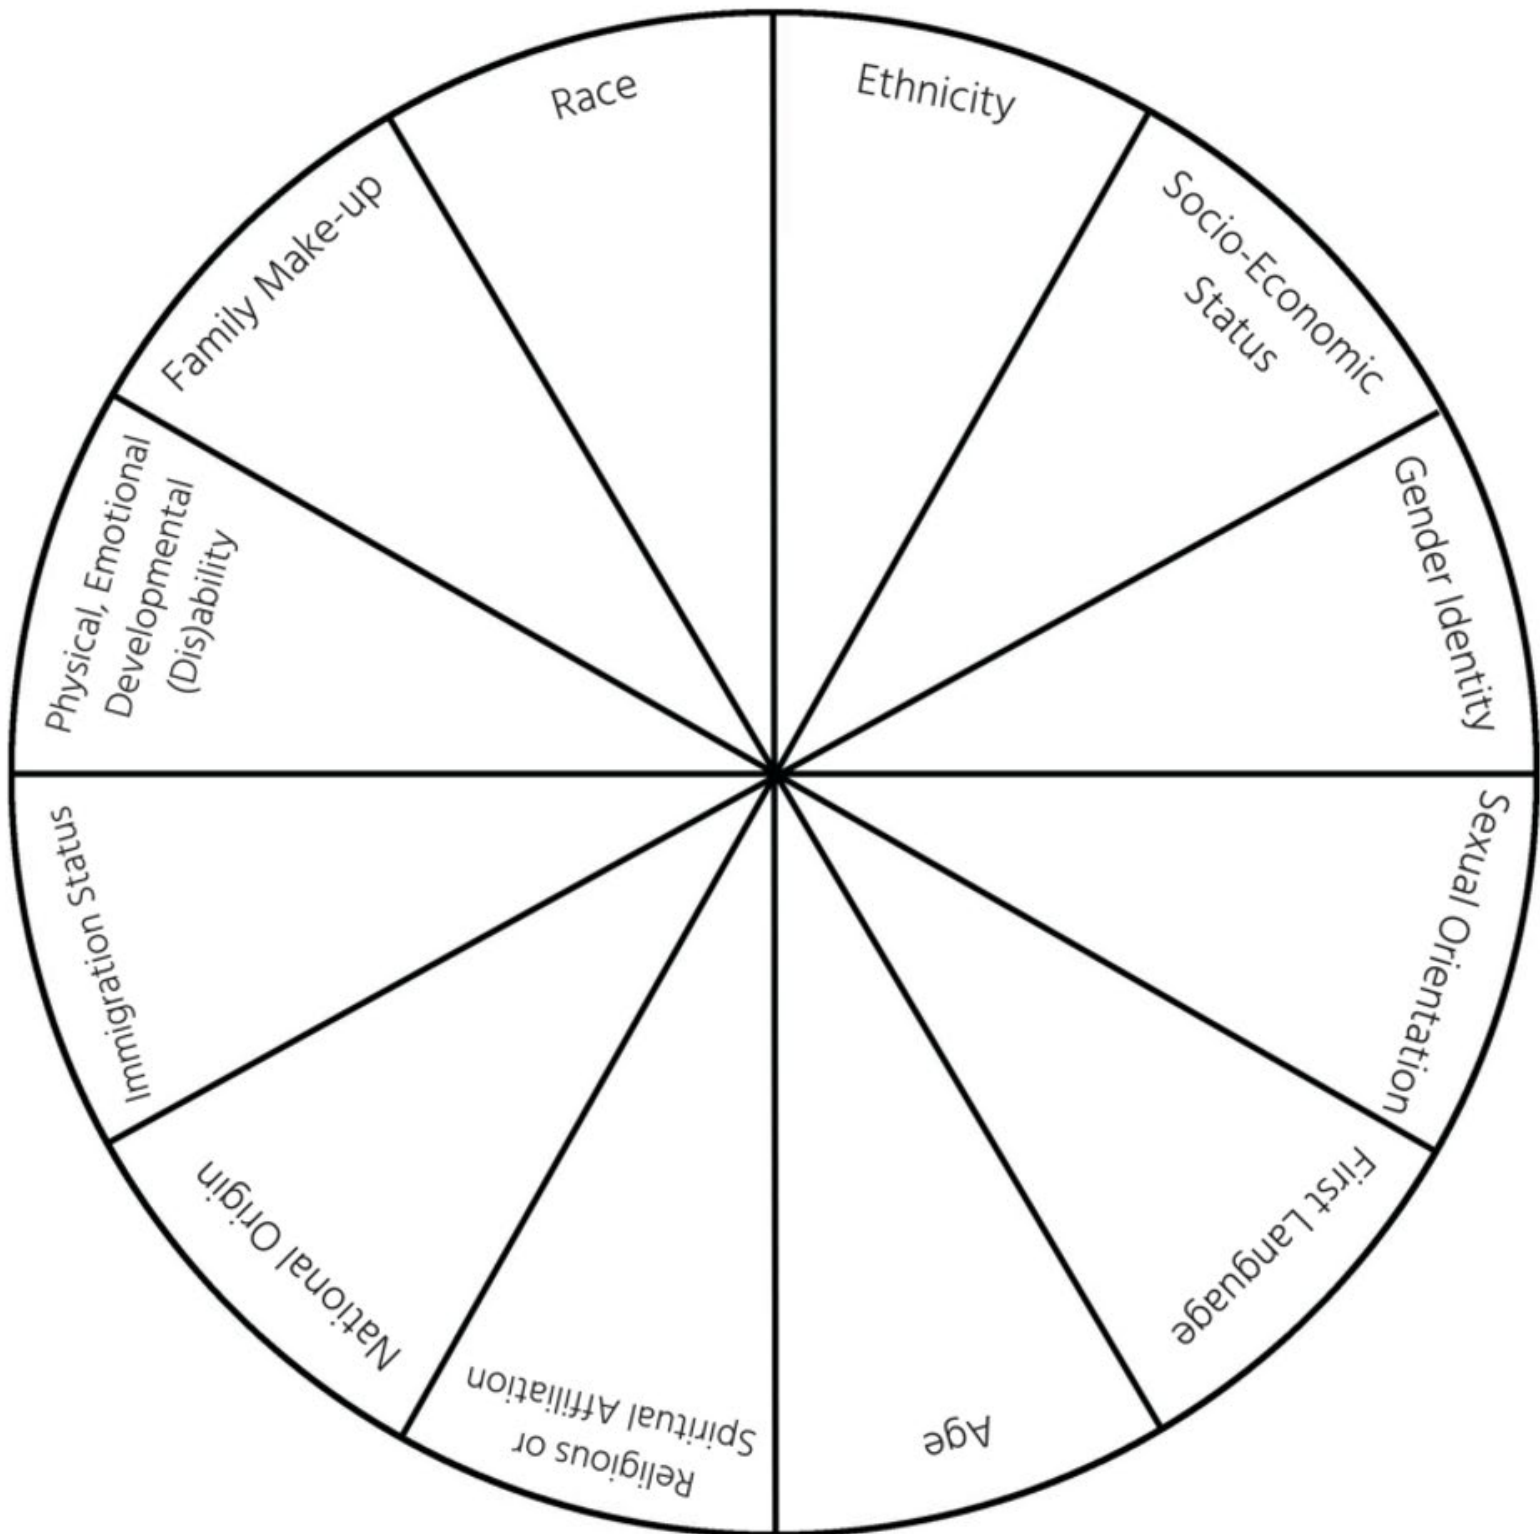 Ethnicity
Socio-Economic
Status
Gender Identity
Sexual Orientation
First Language
Age
Religious or
Spiritual Affiliation
National Origin
Immigration Status
Physical, Emotional
Developmental
(Dis)ability
Family Make-up
Race